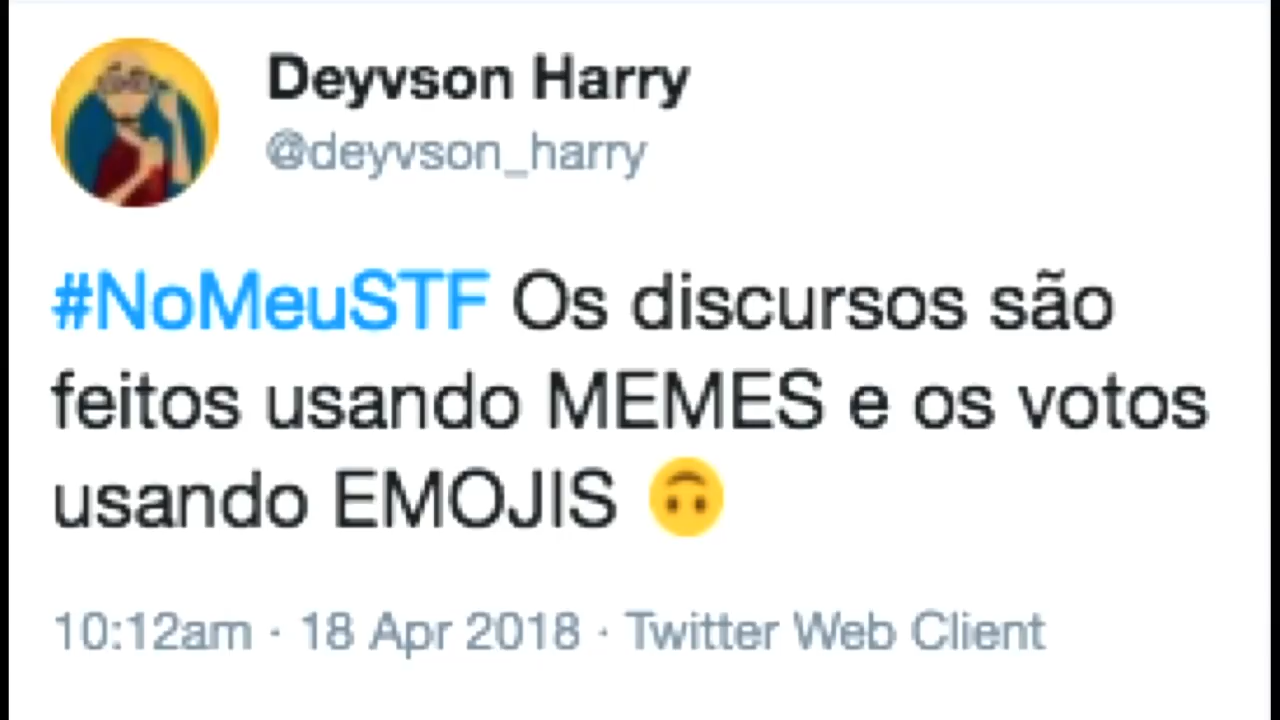 Deyvson Harry
@deyvson_harry
#NoMeuSTF Os discursos são
feitos usando MEMES e os votos
usando EMOJIS 🙃
10:12am · 18 Apr 2018 · Twitter Web Client